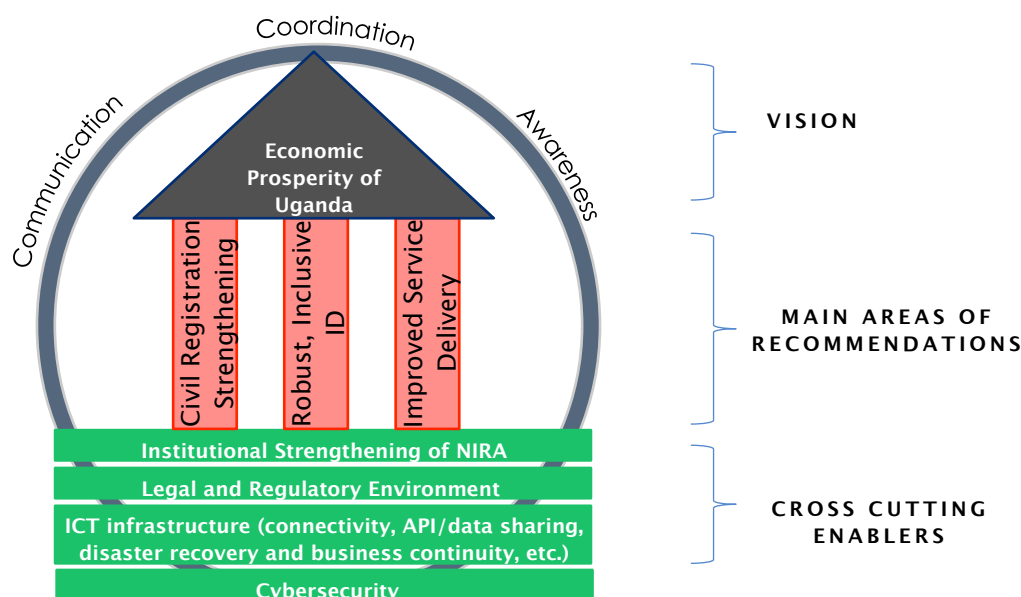 Coordination
Communication
Awareness
Economic
Prosperity of
Uganda
VISION
Civil Registration
Strengthening
Robust, Inclusive
ID
Improved Service
Delivery
MAIN AREAS OF
RECOMMENDATIONS
Institutional Strengthening of NIRA
Legal and Regulatory Environment
ICT infrastructure (connectivity, API/data sharing,
disaster recovery and business continuity, etc.)
Cybersecurity
CROSS CUTTING
ENABLERS